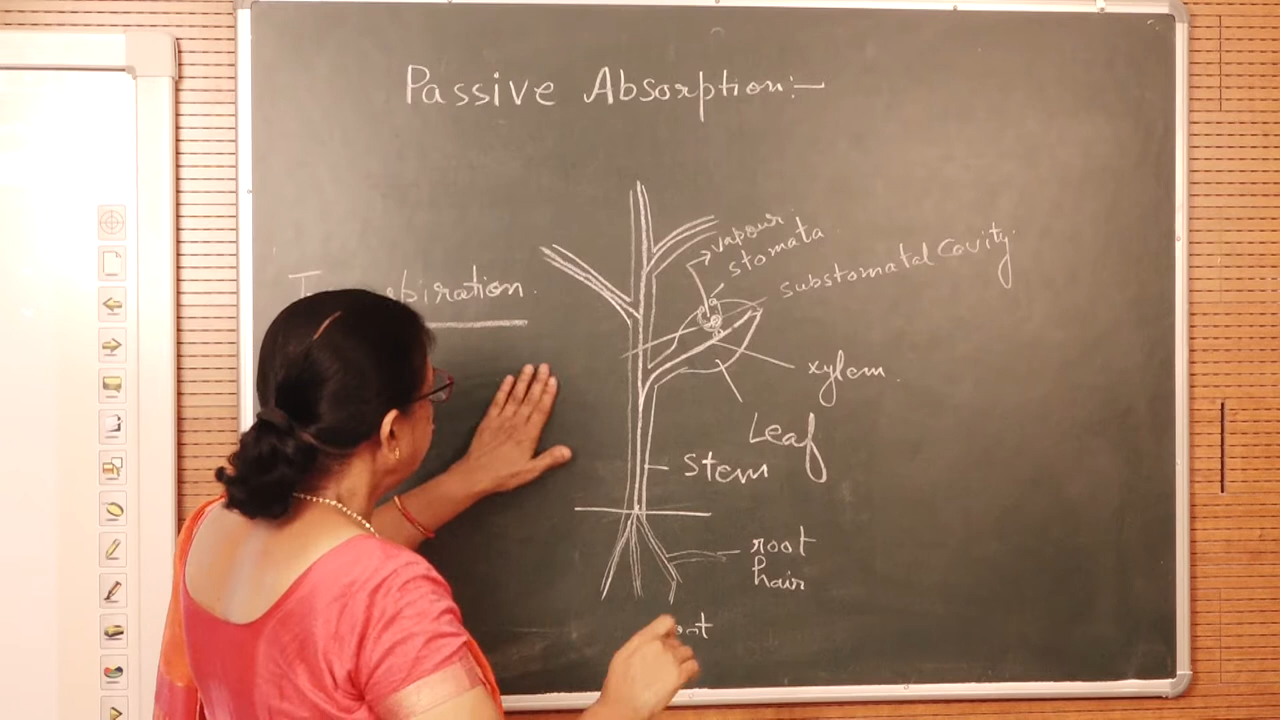 Passive Absorption:-
vapour
stomata
substomatal cavity
xylem.
Leaf
stem
root
hair